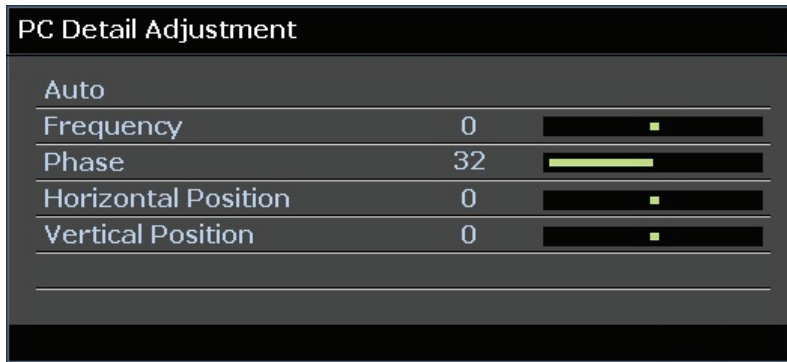 PC Detail Adjustment
Auto
Frequency 0
Phase 32
Horizontal Position 0
Vertical Position 0